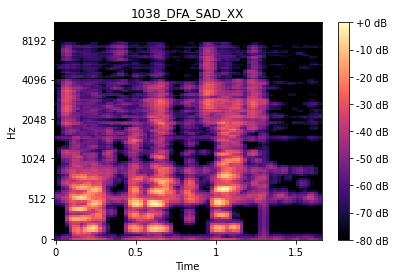 1038_DFA_SAD_XX
8192
4096
2048
1024
512
0
Hz
0
0.5
1
1.5
Time
+0 dB
-10 dB
-20 dB
-30 dB
-40 dB
-50 dB
-60 dB
-70 dB
-80 dB